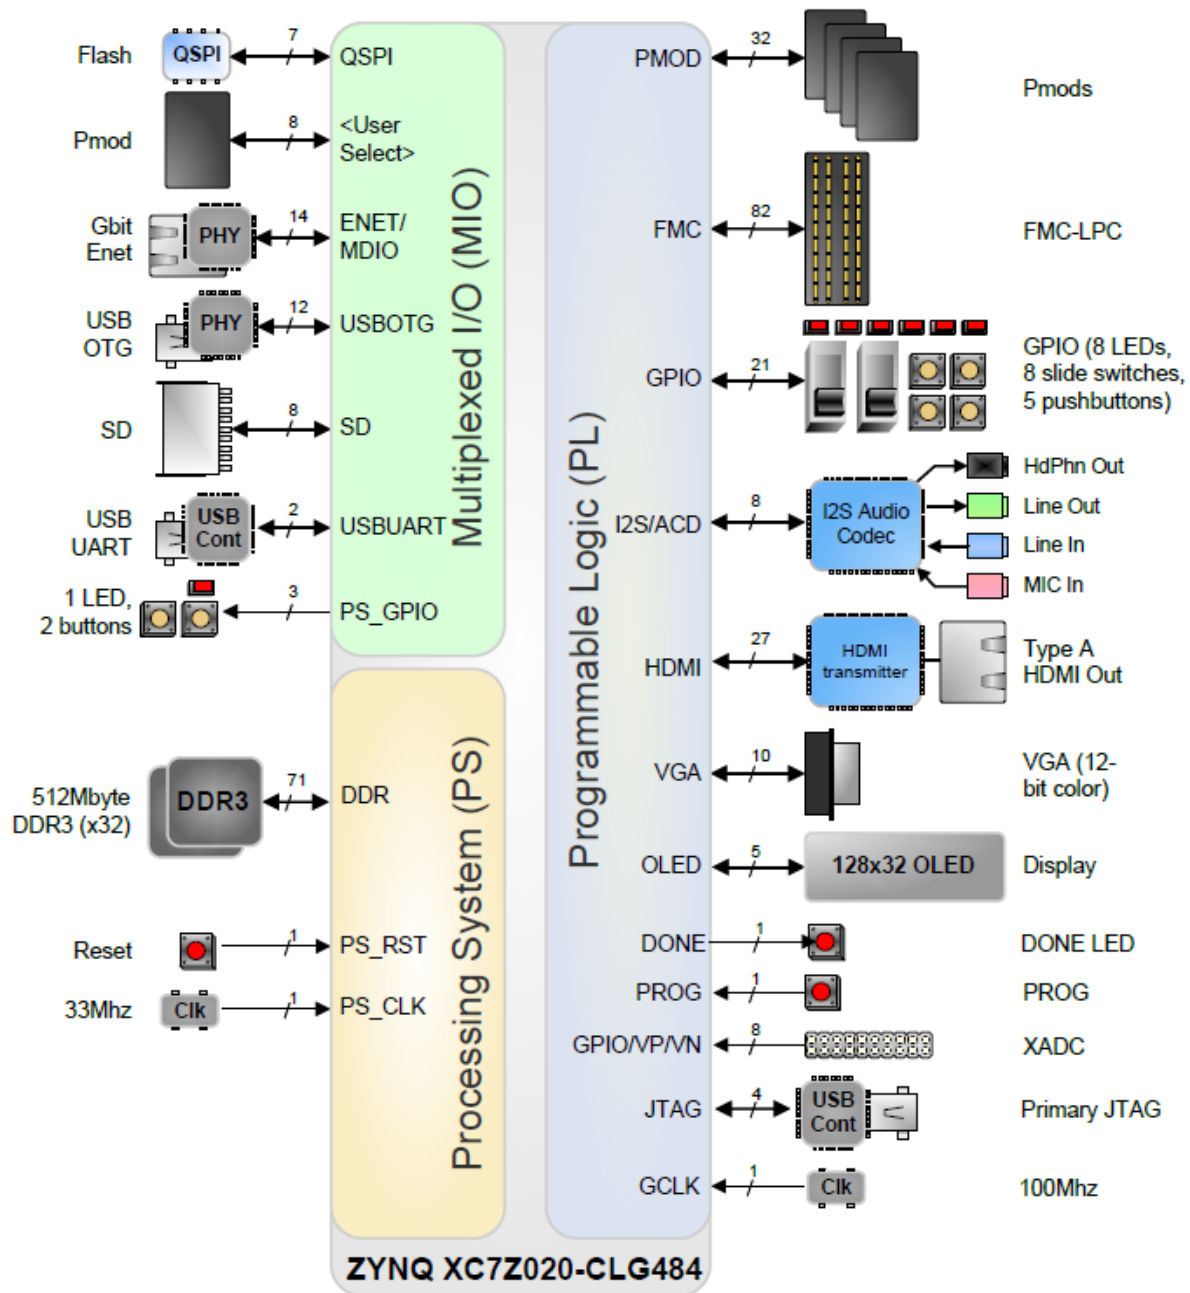 Flash
QSPI
7
QSPI
Pmod
8
<User
Select>
Gbit
Enet
PHY
14
ENET/
MDIO
USB
OTG
PHY
12
USBOTG
SD
8
SD
USB
UART
USB
Cont
2
USBUART
1 LED,
2 buttons
3
PS_GPIO
Multiplexed I/O (MIO)
512Mbyte
DDR3 (x32)
DDR3
71
DDR
Reset
1
PS_RST
33Mhz
Clk
1
PS_CLK
Processing System (PS)
Programmable Logic (PL)
PMOD
32
Pmods
FMC
82
FMC-LPC
GPIO
21
GPIO (8 LEDs,
8 slide switches,
5 pushbuttons)
I2S/ACD
8
I2S Audio
Codec
HdPhn Out
Line Out
Line In
MIC In
HDMI
27
HDMI
transmitter
Type A
HDMI Out
VGA
10
VGA (12-
bit color)
OLED
5
128x32 OLED
Display
DONE
1
DONE LED
PROG
1
PROG
GPIO/VP/VN
8
XADC
JTAG
4
USB
Cont
Primary JTAG
GCLK
1
Clk
100Mhz
ZYNQ XC7Z020-CLG484